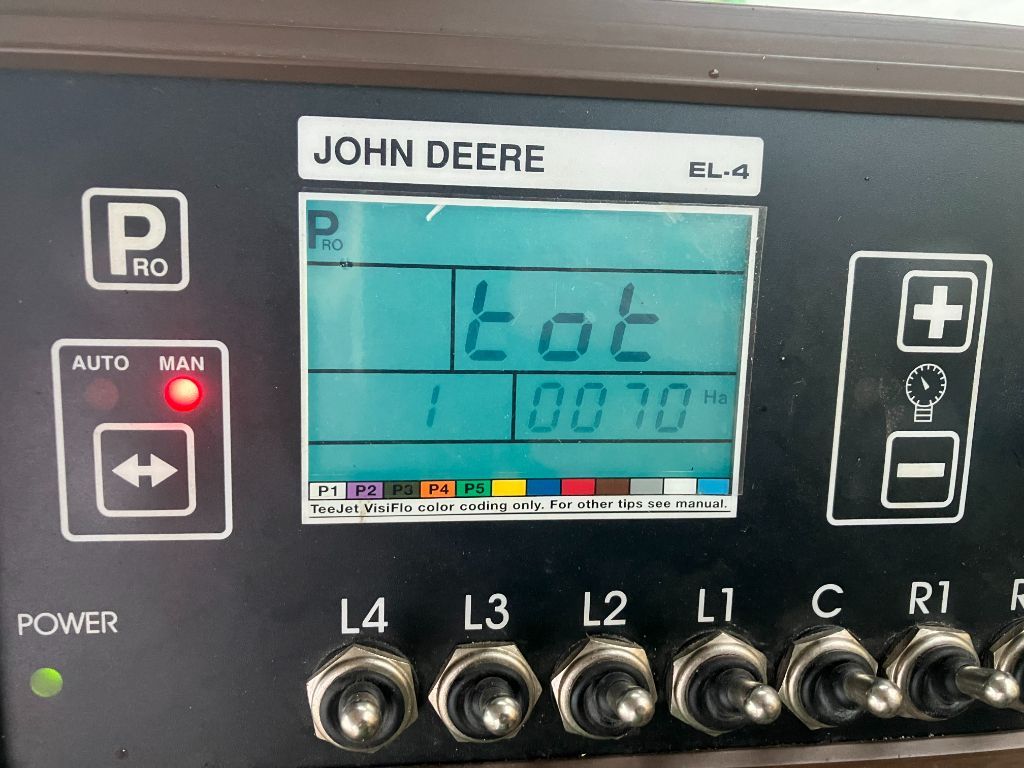 JOHN DEERE EL-4
PRO
PRO
tot
AUTO MAN
1 0070 Ha
P1 P2 P3 P4 P5
TeeJet VisiFlo color coding only. For other tips see manual.
L4 L3 L2 L1 C R1
POWER